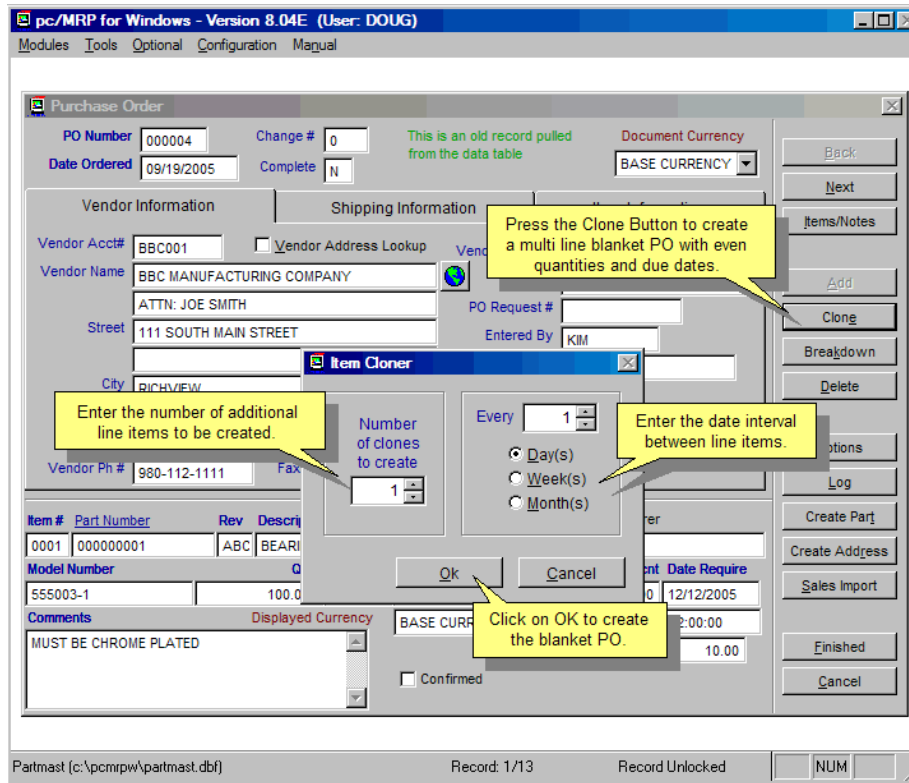 pc/MRP for Windows - Version 8.04E (User: DOUG)
Modules Tools Optional Configuration Manual
Purchase Order
PO Number 000004 Change # 0 This is an old record pulled Document Currency
Date Ordered 09/19/2005 Complete N from the data table BASE CURRENCY
Back
Next
Items/Notes
Add
Clone
Breakdown
Delete
Log
Create Part
Create Address
Sales Import
Finished
Cancel
Vendor Information Shipping Information
Press the Clone Button to create
a multi line blanket PO with even
quantities and due dates.
Vendor Acct# BBC001 Vendor Address Lookup
Vendor Name BBC MANUFACTURING COMPANY
ATTN: JOE SMITH PO Request #
Street 111 SOUTH MAIN STREET Entered By KIM
City RICHVIEW
Item Cloner
Enter the number of additional
line items to be created.
Number
of clones
to create
1
Every 1
Day(s)
Week(s)
Month(s)
Enter the date interval
between line items.
Ok Cancel
Click on OK to create
the blanket PO.
Vendor Ph # 980-112-1111 Fax
Item # Part Number Rev
0001 000000001 ABC
Model Number Date Require
555003-1 100.0 12/12/2005
Comments Displayed Currency BASE
MUST BE CHROME PLATED 10.00
Confirmed
Partmast (c:\pcmrpw\partmast.dbf) Record: 1/13 Record Unlocked NUM